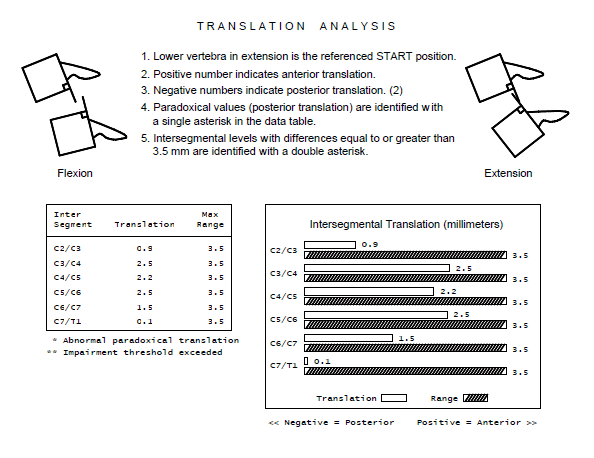 TRANSLATION ANALYSIS
1. Lower vertebra in extension is the referenced START position.
2. Positive number indicates anterior translation.
3. Negative numbers indicate posterior translation. (2)
4. Paradoxical values (posterior translation) are identified with
a single asterisk in the data table.
5. Intersegmental levels with differences equal to or greater than
3.5 mm are identified with a double asterisk.
Flexion
Extension
Inter Segment Translation Max Range
C2/C3 0.9 3.5
C3/C4 2.5 3.5
C4/C5 2.2 3.5
C5/C6 2.5 3.5
C6/C7 1.5 3.5
C7/T1 0.1 3.5
* Abnormal paradoxical translation
** Impairment threshold exceeded
Intersegmental Translation (millimeters)
C2/C3 0.9
3.5
C3/C4 2.5
3.5
C4/C5 2.2
3.5
C5/C6 2.5
3.5
C6/C7 1.5
3.5
C7/T1 0.1
3.5
Translation Range
<< Negative = Posterior Positive = Anterior >>